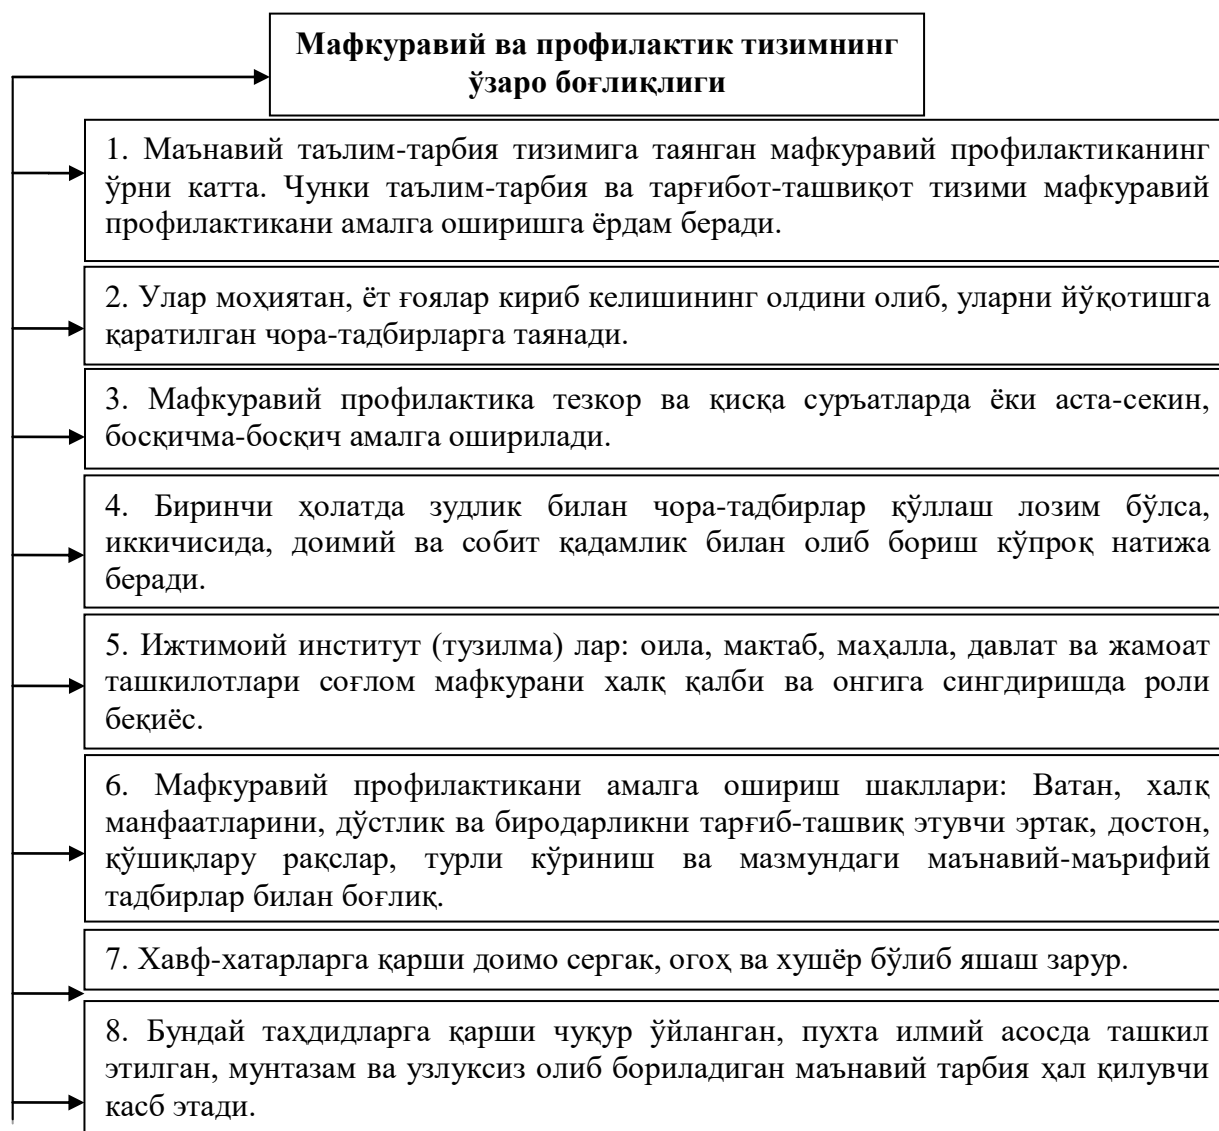 Мафкуравий ва профилактик тизимнинг
ўзаро боғлиқлиги
1. Маънавий таълим-тарбия тизимига таянган мафкуравий профилактиканинг
ўрни катта. Чунки таълим-тарбия ва тарғибот-ташвиқот тизими мафкуравий
профилактикани амалга оширишга ёрдам беради.
2. Улар моҳиятан, ёт ғоялар кириб келишининг олдини олиб, уларни йўқотишга
қаратилган чора-тадбирларга таянади.
3. Мафкуравий профилактика тезкор ва қисқа суръатларда ёки аста-секин,
босқичма-босқич амалга оширилади.
4. Биринчи ҳолатда зудлик билан чора-тадбирлар қўллаш лозим бўлса,
иккичисида, доимий ва собит қадамлик билан олиб бориш кўпроқ натижа
беради.
5. Ижтимоий институт (тузилма) лар: оила, мактаб, маҳалла, давлат ва жамоат
ташкилотлари соғлом мафкурани халқ қалби ва онгига сингдиришда роли
беқиёс.
6. Мафкуравий профилактикани амалга ошириш шакллари: Ватан, халқ
манфаатларини, дўстлик ва биродарликни тарғиб-ташвиқ этувчи эртак, достон,
қўшиқлару рақслар, турли кўриниш ва мазмундаги маънавий-маърифий
тадбирлар билан боғлиқ.
7. Хавф-хатарларга қарши доимо сергак, огоҳ ва хушёр бўлиб яшаш зарур.
8. Бундай таҳдидларга қарши чуқур ўйланган, пухта илмий асосда ташкил
этилган, мунтазам ва узлуксиз олиб бориладиган маънавий тарбия ҳал қилувчи
касб этади.